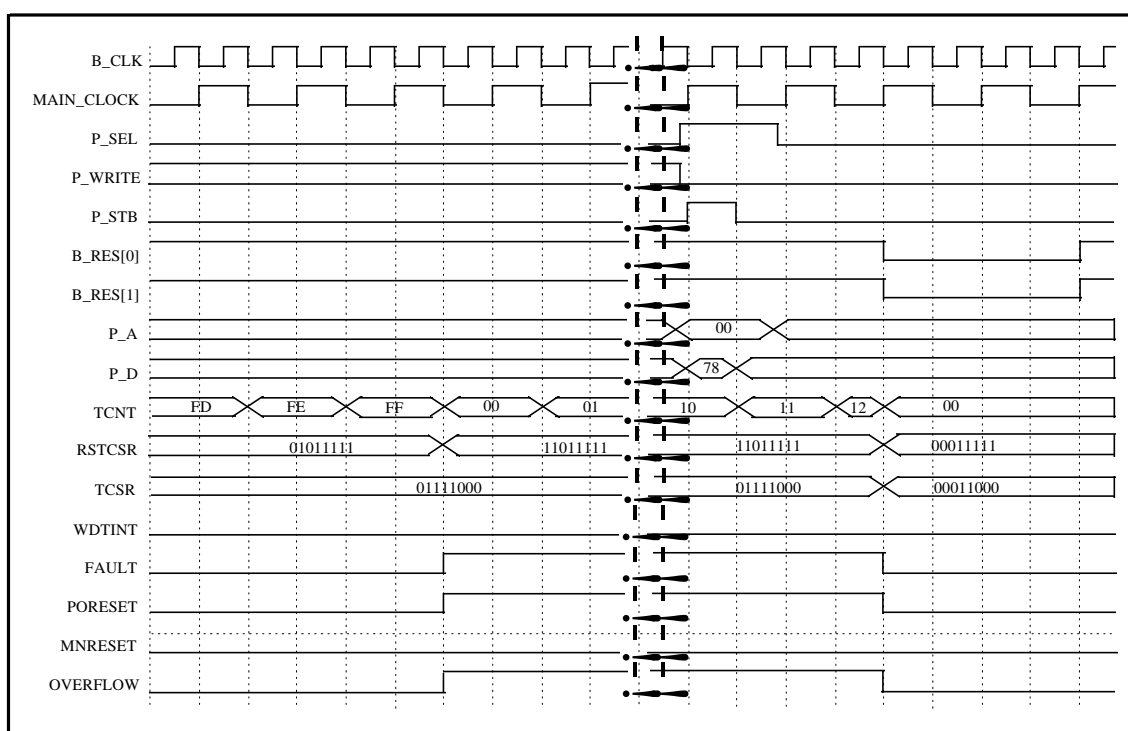 B_CLK
MAIN_CLOCK
P_SEL
P_WRITE
P_STB
B_RES[0]
B_RES[1]
P_A 00
P_D 78
TCNT FD FE FF 00 01 10 11 12 00
RSTCSR 01011111 11011111 11011111 00011111
TCSR 01111000 01111000 00011000
WDTINT
FAULT
PORESET
MNRESET
OVERFLOW